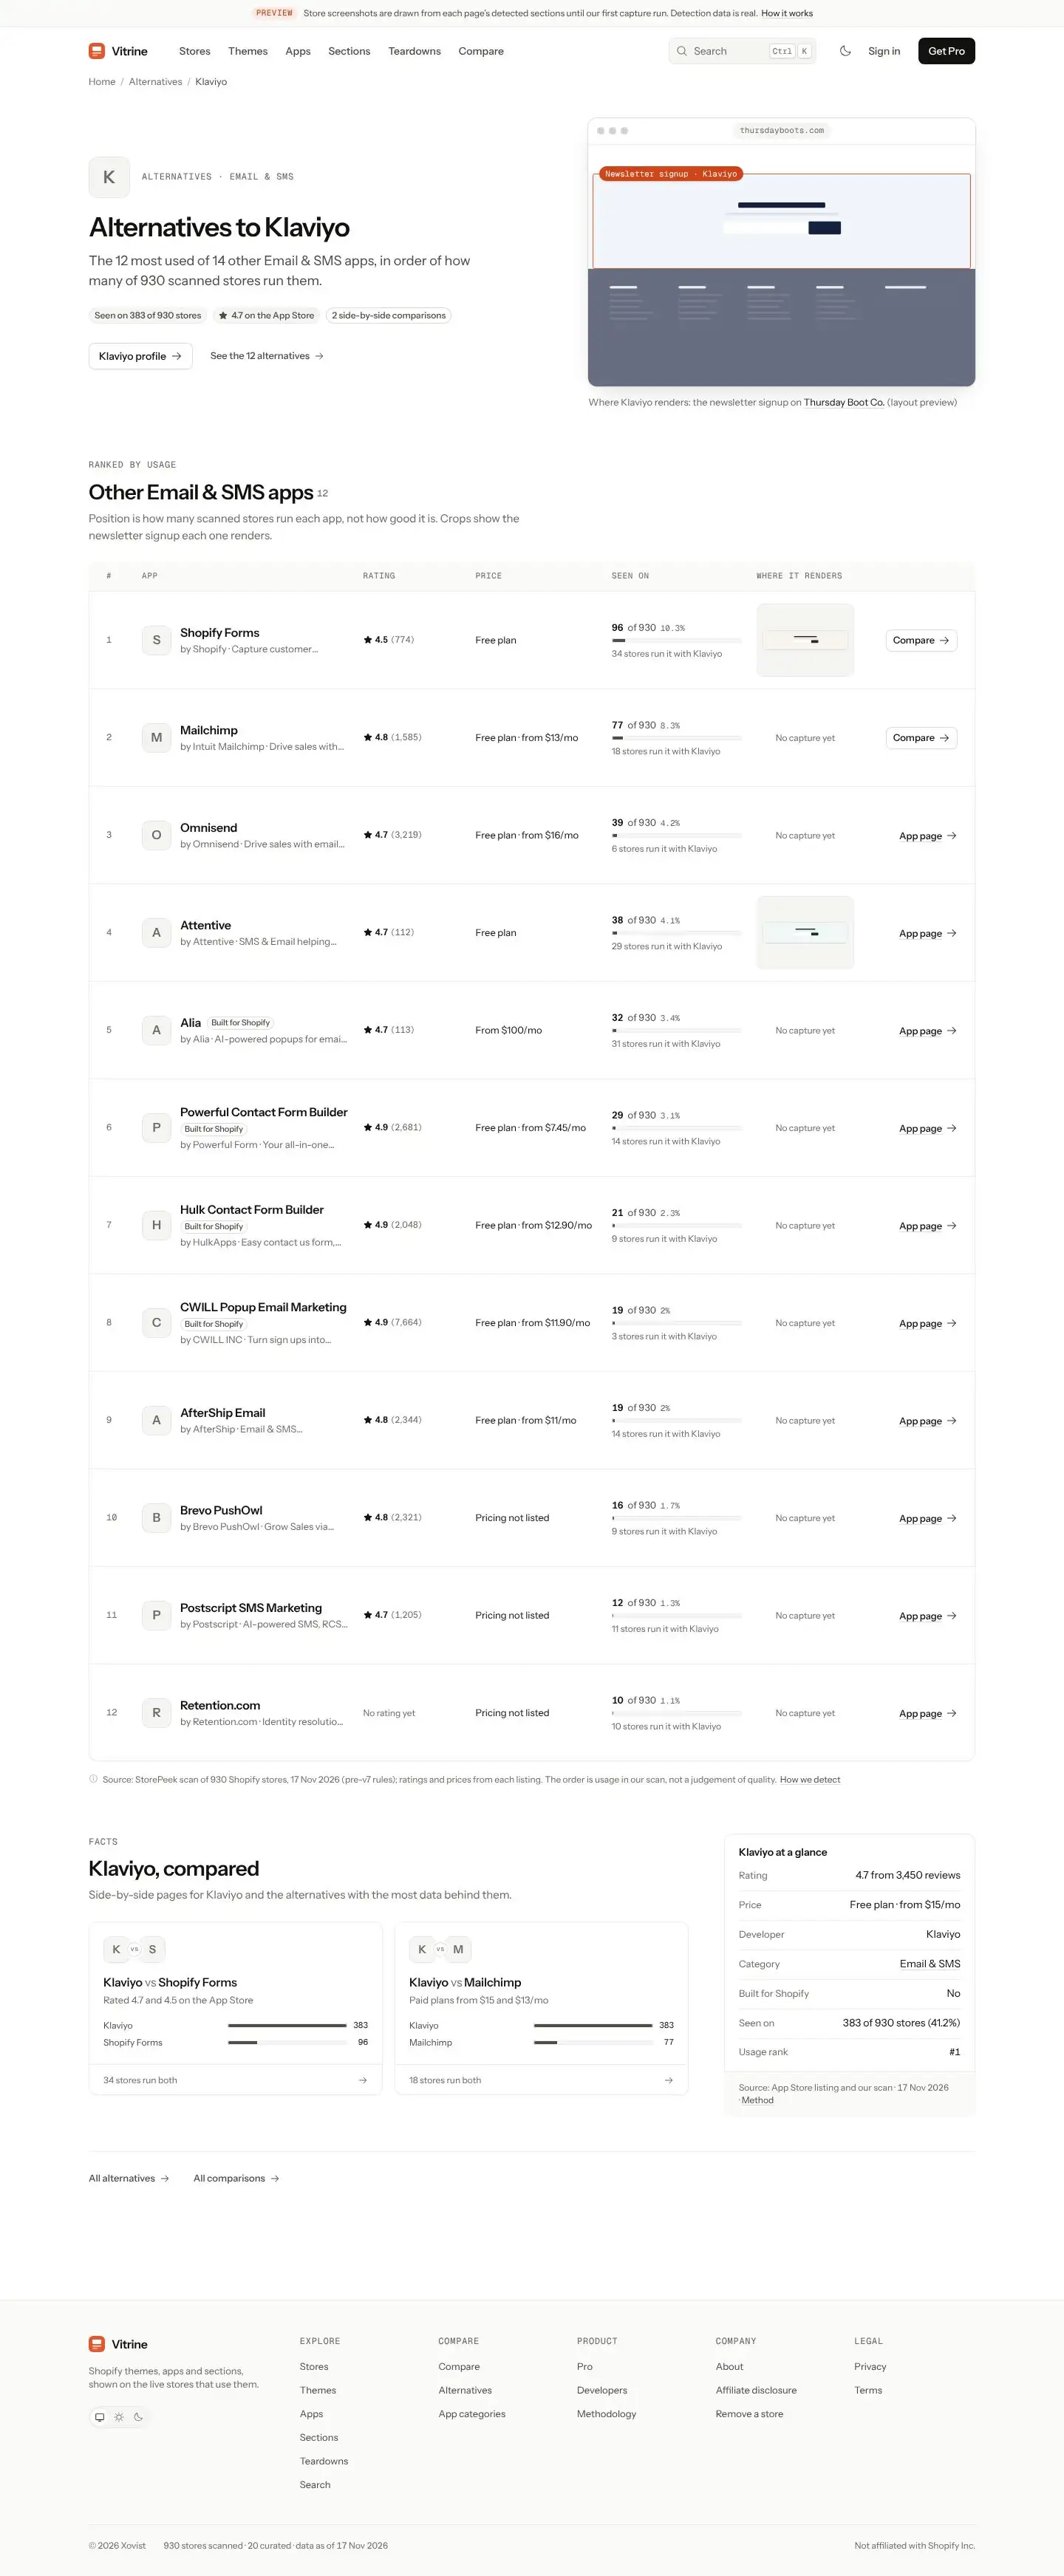 PREVIEW Store screenshots are drawn from each page's detected sections until our first capture run. Detection data is real. How it works
Vitrine Stores Themes Apps Sections Teardowns Compare Search Ctrl K Sign in Get Pro
Home / Alternatives / Klaviyo
thursdayboots.com
Newsletter signup · Klaviyo
K ALTERNATIVES · EMAIL & SMS
Alternatives to Klaviyo
The 12 most used of 14 other Email & SMS apps, in order of how
many of 930 scanned stores run them.
Seen on 383 of 930 stores ★ 4.7 on the App Store 2 side-by-side comparisons
Klaviyo profile → See the 12 alternatives →
Where Klaviyo renders: the newsletter signup on Thursday Boot Co. (layout preview)
RANKED BY USAGE
Other Email & SMS apps 12
Position is how many scanned stores run each app, not how good it is. Crops show the
newsletter signup each one renders.
# APP RATING PRICE SEEN ON WHERE IT RENDERS
1 S Shopify Forms ★ 4.5 (774) Free plan 96 of 930 10.3% Compare →
by Shopify · Capture customer... 34 stores run it with Klaviyo
2 M Mailchimp ★ 4.8 (1,585) Free plan · from $13/mo 77 of 930 8.3% No capture yet Compare →
by Intuit Mailchimp · Drive sales with... 18 stores run it with Klaviyo
3 O Omnisend ★ 4.7 (3,219) Free plan · from $16/mo 39 of 930 4.2% No capture yet App page →
by Omnisend · Drive sales with email... 6 stores run it with Klaviyo
4 A Attentive ★ 4.7 (112) Free plan 38 of 930 4.1% App page →
by Attentive · SMS & Email helping... 29 stores run it with Klaviyo
5 A Alia Built for Shopify ★ 4.7 (113) From $100/mo 32 of 930 3.4% No capture yet App page →
by Alia · AI-powered popups for emai... 31 stores run it with Klaviyo
6 P Powerful Contact Form Builder ★ 4.9 (2,681) Free plan · from $7.45/mo 29 of 930 3.1% No capture yet App page →
Built for Shopify
by Powerful Form · Your all-in-one... 14 stores run it with Klaviyo
7 H Hulk Contact Form Builder ★ 4.9 (2,048) Free plan · from $12.90/mo 21 of 930 2.3% No capture yet App page →
Built for Shopify
by HulkApps · Easy contact us form,... 9 stores run it with Klaviyo
8 C CWILL Popup Email Marketing ★ 4.9 (7,664) Free plan · from $11.90/mo 19 of 930 2% No capture yet App page →
Built for Shopify
by CWILL INC · Turn sign ups into... 3 stores run it with Klaviyo
9 A AfterShip Email ★ 4.8 (2,344) Free plan · from $11/mo 19 of 930 2% No capture yet App page →
by AfterShip · Email & SMS... 14 stores run it with Klaviyo
10 B Brevo PushOwl ★ 4.8 (2,321) Pricing not listed 16 of 930 1.7% No capture yet App page →
by Brevo PushOwl · Grow Sales via... 9 stores run it with Klaviyo
11 P Postscript SMS Marketing ★ 4.7 (1,205) Pricing not listed 12 of 930 1.3% No capture yet App page →
by Postscript · AI-powered SMS, RCS... 11 stores run it with Klaviyo
12 R Retention.com No rating yet Pricing not listed 10 of 930 1.1% No capture yet App page →
by Retention.com · Identity resolutio... 10 stores run it with Klaviyo
Source: StorePeek scan of 930 Shopify stores, 17 Nov 2026 (pre-v7 rules); ratings and prices from each listing. The order is usage in our scan, not a judgement of quality. How we detect
FACTS
Klaviyo, compared
Side-by-side pages for Klaviyo and the alternatives with the most data behind them.
K vs S
Klaviyo vs Shopify Forms
Rated 4.7 and 4.5 on the App Store
Klaviyo 383
Shopify Forms 96
34 stores run both →
K vs M
Klaviyo vs Mailchimp
Paid plans from $15 and $13/mo
Klaviyo 383
Mailchimp 77
18 stores run both →
Klaviyo at a glance
Rating 4.7 from 3,450 reviews
Price Free plan · from $15/mo
Developer Klaviyo
Category Email & SMS
Built for Shopify No
Seen on 383 of 930 stores (41.2%)
Usage rank #1
Source: App Store listing and our scan · 17 Nov 2026
· Method
All alternatives → All comparisons →
Vitrine
Shopify themes, apps and sections,
shown on the live stores that use them.
EXPLORE
Stores
Themes
Apps
Sections
Teardowns
Search
COMPARE
Compare
Alternatives
App categories
PRODUCT
Pro
Developers
Methodology
COMPANY
About
Affiliate disclosure
Remove a store
LEGAL
Privacy
Terms
© 2026 Xovist 930 stores scanned · 20 curated · data as of 17 Nov 2026 Not affiliated with Shopify Inc.